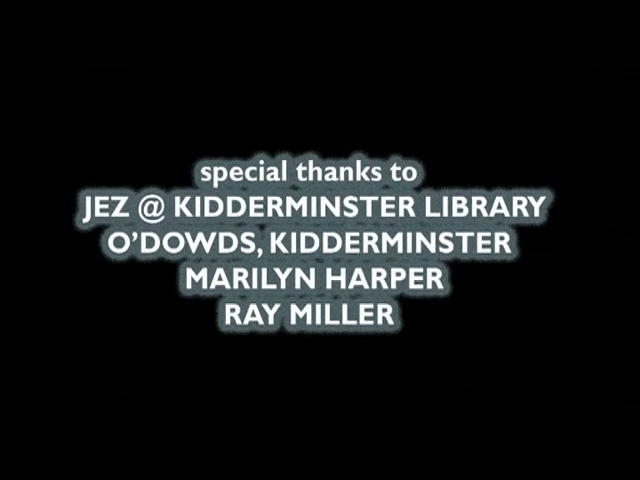 special thanks to
JEZ @ KIDDERMINSTER LIBRARY
O'DOWDS, KIDDERMINSTER
MARILYN HARPER
RAY MILLER